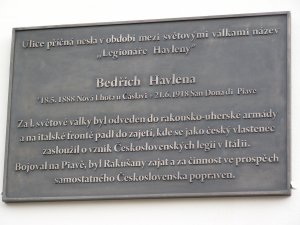 Ulice příčná nesla v období mezi světovými válkami název
„Legionáře Havleny"
Bedřich Havlena
*18.5.1888 Nová Lhota u Čáslavi - †21.6.1918 San Dona di Piave
Za I. světové války byl odveden do rakousko-uherské armády
a na italské frontě padl do zajetí, kde se jako český vlastenec
zasloužil o vznik Československých legií v Itálii.
Bojoval na Piavě, byl Rakušany zajat a za činnost ve prospěch
samostatného Československa popraven.